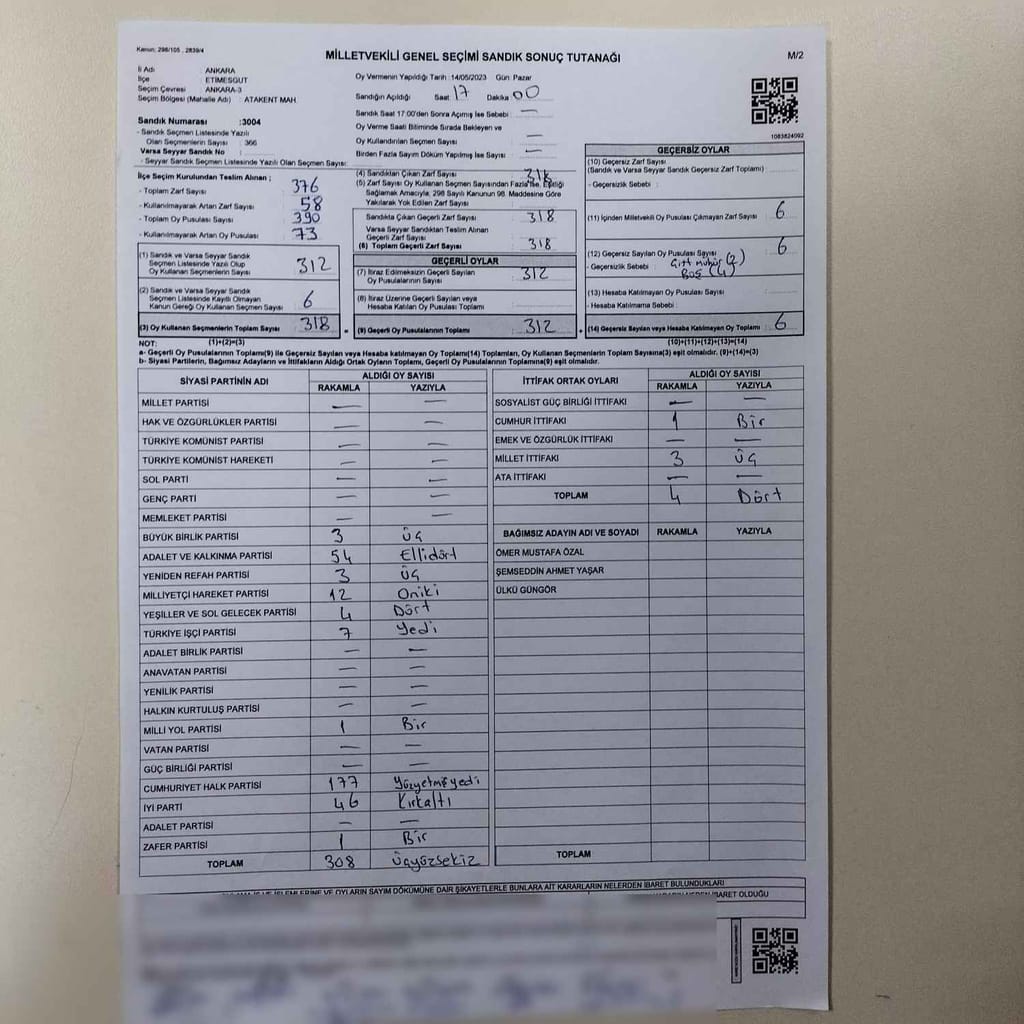 Kanun: 298/105 , 2839/4
MİLLETVEKİLİ GENEL SEÇİMİ SANDIK SONUÇ TUTANAĞI
M/2
İl Adı : ANKARA
İlçe : ETİMESGUT
Seçim Çevresi : ANKARA-3
Seçim Bölgesi (Mahalle Adı) : ATAKENT MAH.
Sandık Numarası :3004
- Sandık Seçmen Listesinde Yazılı
Olan Seçmen Sayısı : 366
Varsa Seyyar Sandık No :
- Seyyar Sandık Seçmen Listesinde Yazılı Olan Seçmen Sayısı:
Oy Vermenin Yapıldığı Tarih : 14/05/2023 Gün: Pazar
Sandığın Açıldığı Saat 17 Dakika 00
Sandık Saat 17:00'den Sonra Açılmış İse Sebebi : —
Oy Verme Saati Bitiminde Sırada Bekleyen ve
Oy Kullandırılan Seçmen Sayısı : —
Birden Fazla Sayım Döküm Yapılmış İse Sayısı : —
1083824092
İlçe Seçim Kurulundan Teslim Alınan ;
- Toplam Zarf Sayısı : 376
- Kullanılmayarak Artan Zarf Sayısı : 58
- Toplam Oy Pusulası Sayısı : 390
- Kullanılmayarak Artan Oy Pusulası : 73
(1) Sandık ve Varsa Seyyar Sandık
Seçmen Listesinde Yazılı Olup
Oy Kullanan Seçmenlerin Sayısı : 312
(2) Sandık ve Varsa Seyyar Sandık
Seçmen Listesinde Kayıtlı Olmayan
Kanun Gereği Oy Kullanan Seçmen Sayısı : 6
(3) Oy Kullanan Seçmenlerin Toplam Sayısı : 318
(1)+(2)=(3)
(4) Sandıktan Çıkan Zarf Sayısı : 318
(5) Zarf Sayısı Oy Kullanan Seçmen Sayısından Fazla İse, Eşitliği
Sağlamak Amacıyla, 298 Sayılı Kanunun 98. Maddesine Göre
Yakılarak Yok Edilen Zarf Sayısı :
Sandıkta Çıkan Geçerli Zarf Sayısı : 318
Varsa Seyyar Sandıktan Teslim Alınan
Geçerli Zarf Sayısı :
(6) Toplam Geçerli Zarf Sayısı : 318
GEÇERLİ OYLAR
(7) İtiraz Edilmeksizin Geçerli Sayılan
Oy Pusulalarının Sayısı : 312
(8) İtiraz Üzerine Geçerli Sayılan veya
Hesaba Katılan Oy Pusulası Toplamı :
(9) Geçerli Oy Pusulalarının Toplamı : 312
GEÇERSİZ OYLAR
(10) Geçersiz Zarf Sayısı
(Sandık ve Varsa Seyyar Sandık Geçersiz Zarf Toplamı) :
- Geçersizlik Sebebi :
(11) İçinden Milletvekili Oy Pusulası Çıkmayan Zarf Sayısı : 6
(12) Geçersiz Sayılan Oy Pusulası Sayısı : 6
- Geçersizlik Sebebi : Çift mühür (2)
Boş (4)
(13) Hesaba Katılmayan Oy Pusulası Sayısı :
- Hesaba Katılmama Sebebi :
(14) Geçersiz Sayılan veya Hesaba Katılmayan Oy Toplamı : 6
(10)+(11)+(12)+(13)=(14)
NOT:
a- Geçerli Oy Pusulalarının Toplamı(9) ile Geçersiz Sayılan veya Hesaba katılmayan Oy Toplamı(14) Toplamları, Oy Kullanan Seçmenlerin Toplam Sayısına(3) eşit olmalıdır. (9)+(14)=(3)
b- Siyasi Partilerin, Bağımsız Adayların ve İttifakların Aldığı Ortak Oyların Toplamı, Geçerli Oy Pusulalarının Toplamına(9) eşit olmalıdır.
SİYASİ PARTİNİN ADI ALDIĞI OY SAYISI
RAKAMLA YAZIYLA
MİLLET PARTİSİ — —
HAK VE ÖZGÜRLÜKLER PARTİSİ — —
TÜRKİYE KOMÜNİST PARTİSİ — —
TÜRKİYE KOMÜNİST HAREKETİ — —
SOL PARTİ — —
GENÇ PARTİ — —
MEMLEKET PARTİSİ — —
BÜYÜK BİRLİK PARTİSİ 3 üç
ADALET VE KALKINMA PARTİSİ 54 Ellidört
YENİDEN REFAH PARTİSİ 3 üç
MİLLİYETÇİ HAREKET PARTİSİ 12 Oniki
YEŞİLLER VE SOL GELECEK PARTİSİ 4 Dört
TÜRKİYE İŞÇİ PARTİSİ 7 Yedi
ADALET BİRLİK PARTİSİ — —
ANAVATAN PARTİSİ — —
YENİLİK PARTİSİ — —
HALKIN KURTULUŞ PARTİSİ — —
MİLLİ YOL PARTİSİ 1 Bir
VATAN PARTİSİ — —
GÜÇ BİRLİĞİ PARTİSİ — —
CUMHURİYET HALK PARTİSİ 177 Yüzyetmişyedi
İYİ PARTİ 46 Kırkaltı
ADALET PARTİSİ — —
ZAFER PARTİSİ 1 Bir
TOPLAM 308 Üçyüzsekiz
İTTİFAK ORTAK OYLARI ALDIĞI OY SAYISI
RAKAMLA YAZIYLA
SOSYALİST GÜÇ BİRLİĞİ İTTİFAKI — —
CUMHUR İTTİFAKI 1 Bir
EMEK VE ÖZGÜRLÜK İTTİFAKI — —
MİLLET İTTİFAKI 3 üç
ATA İTTİFAKI — —
TOPLAM 4 Dört
BAĞIMSIZ ADAYIN ADI VE SOYADI RAKAMLA YAZIYLA
ÖMER MUSTAFA ÖZAL
ŞEMSEDDİN AHMET YAŞAR
ÜLKÜ GÜNGÖR
TOPLAM
İŞLEMLERİNE VE OYLARIN SAYIM DÖKÜMÜNE DAİR ŞİKAYETLERLE BUNLARA AİT KARARLARIN NELERDEN İBARET BULUNDUKLARI
İBARET OLDUĞU